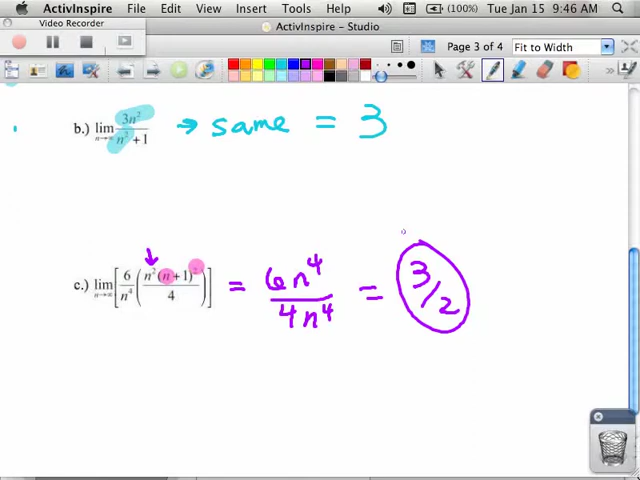 ActivInspire File Edit View Insert Tools Help (100%) Tue Jan 15 9:46 AM
Video Recorder
ActivInspire - Studio
Page 3 of 4 Fit to Width
b.) lim n→∞ 3n²/n²+1 → same = 3
c.) lim n→∞ [6/n⁴(n²(n+1)²/4)] = 6n⁴/4n⁴ = 3/2